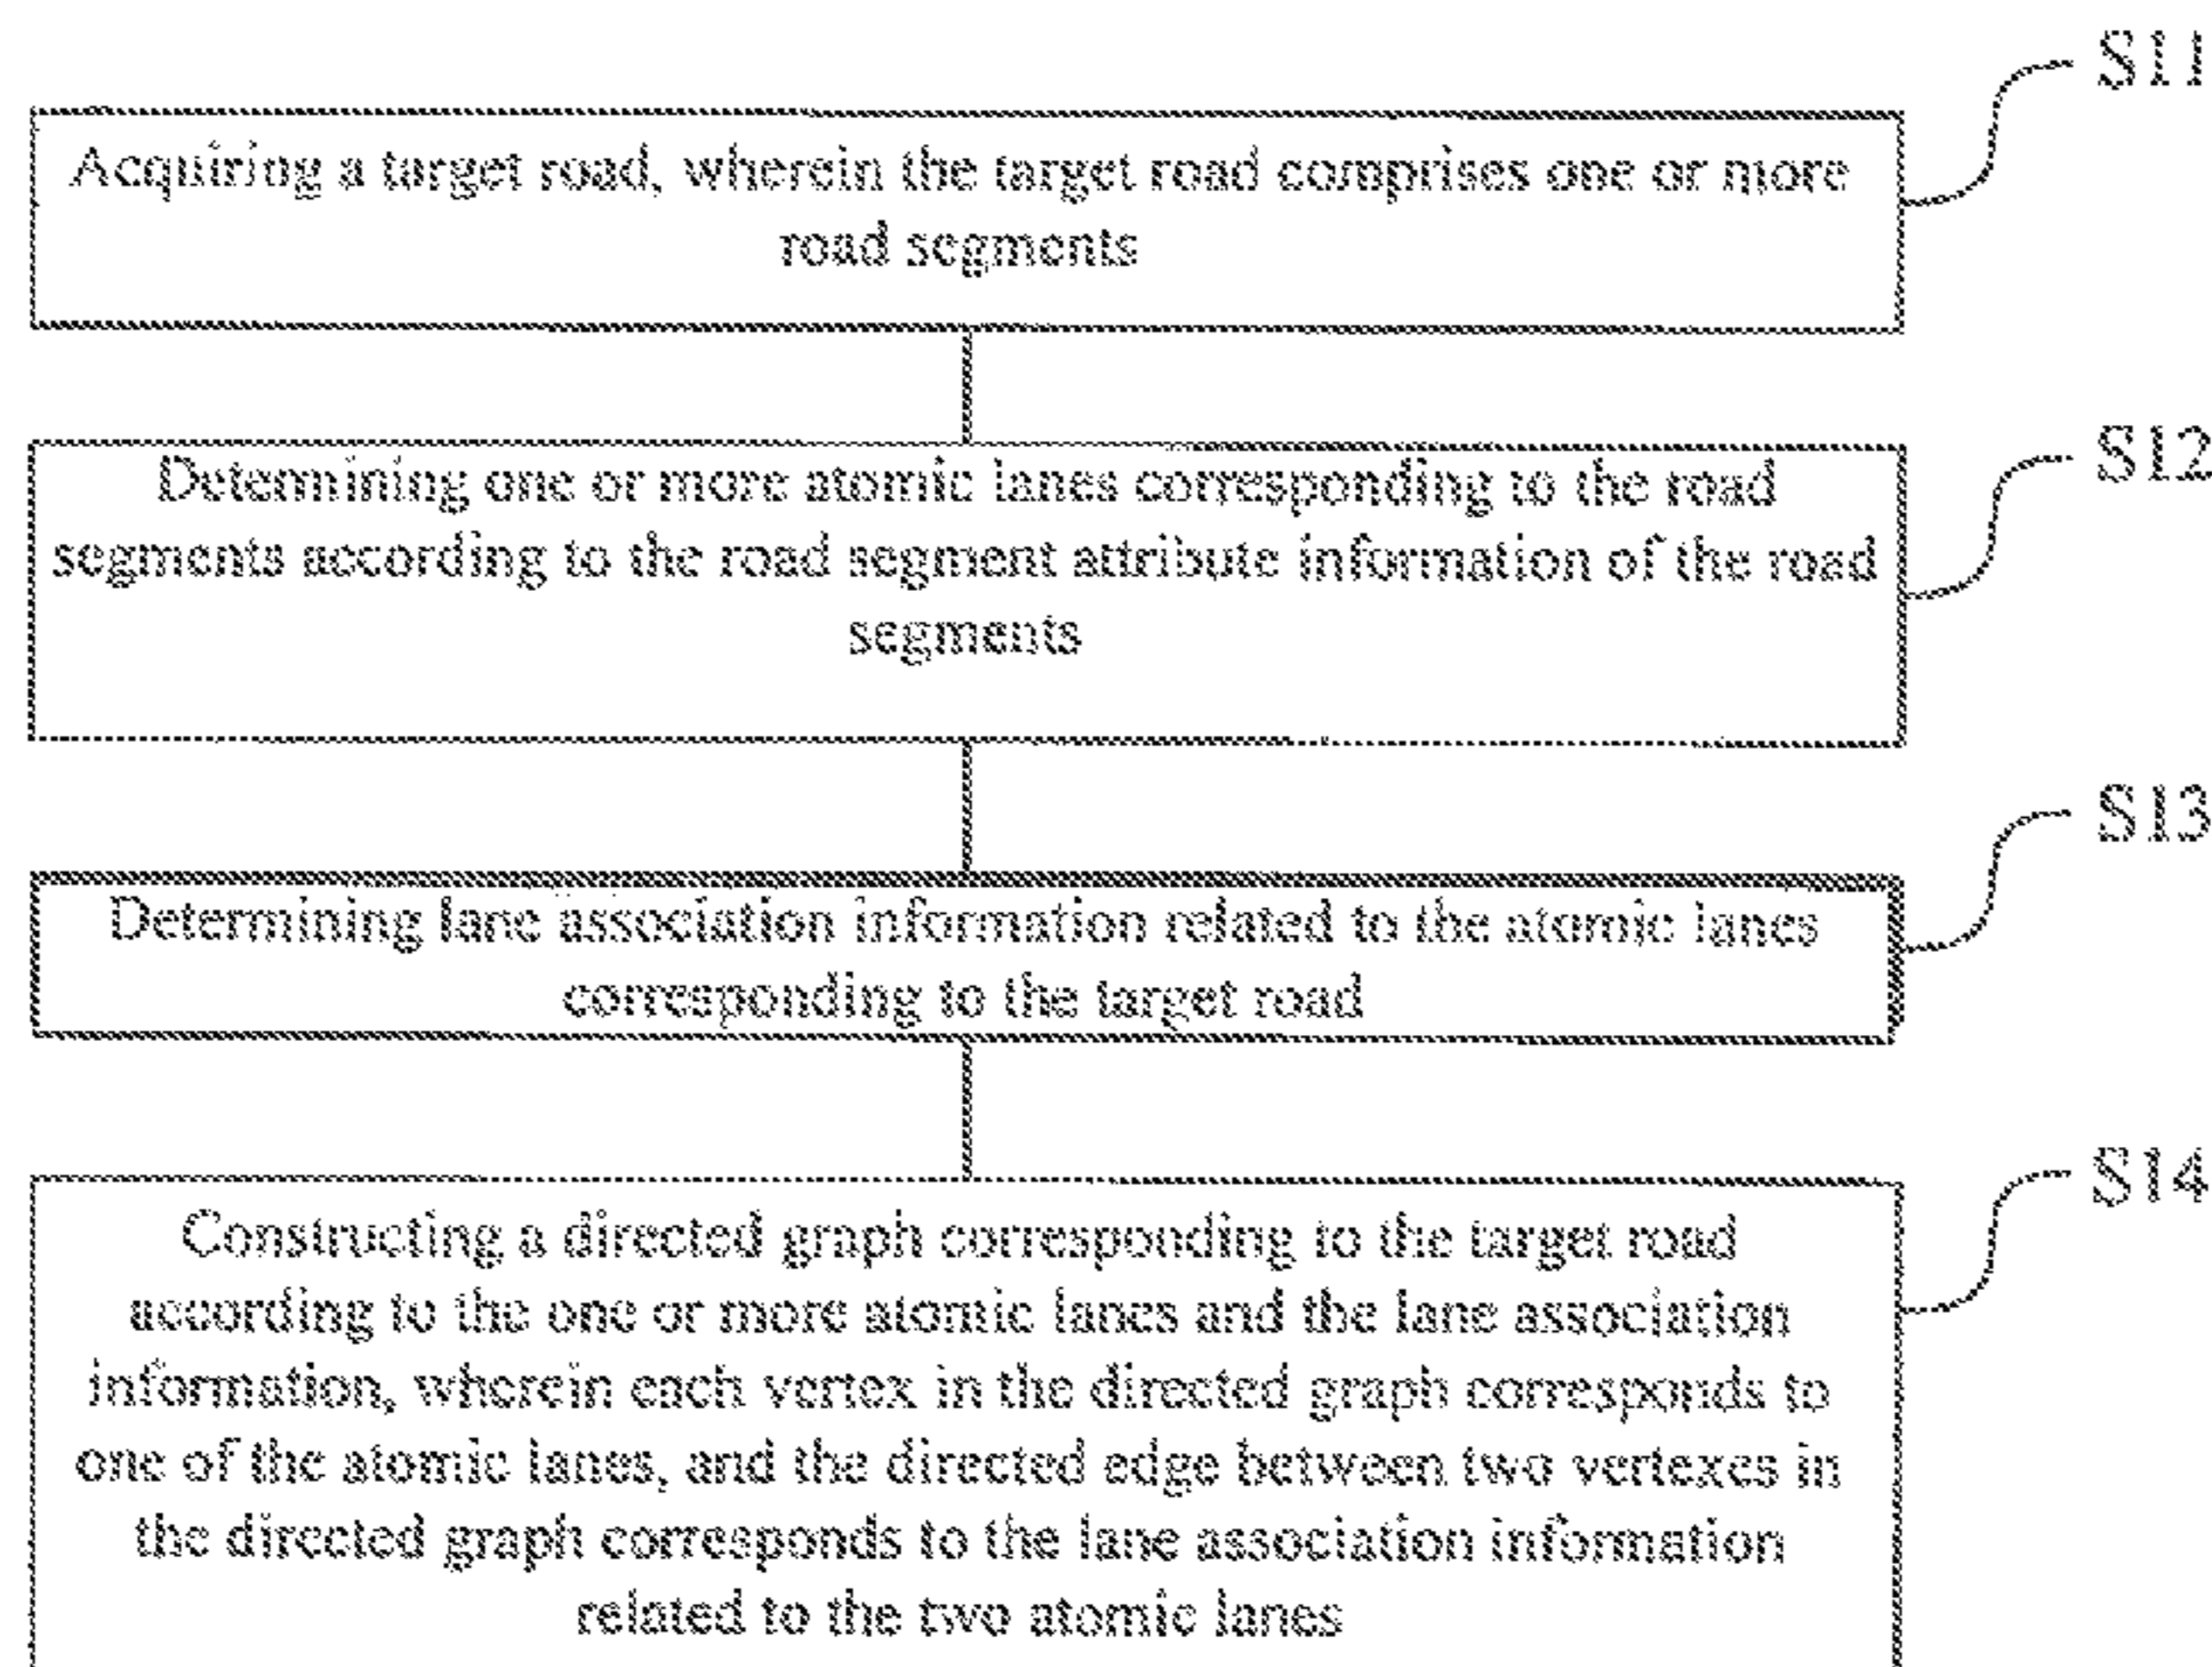 S11
Acquiring a target road, wherein the target road comprises one or more
road segments
S12
Determining one or more atomic lanes corresponding to the road
segments according to the road segment attribute information of the road
segments
S13
Determining lane association information related to the atomic lanes
corresponding to the target road
S14
Constructing a directed graph corresponding to the target road
according to the one or more atomic lanes and the lane association
information, wherein each vertex in the directed graph corresponds to
one of the atomic lanes, and the directed edge between two vertexes in
the directed graph corresponds to the lane association information
related to the two atomic lanes